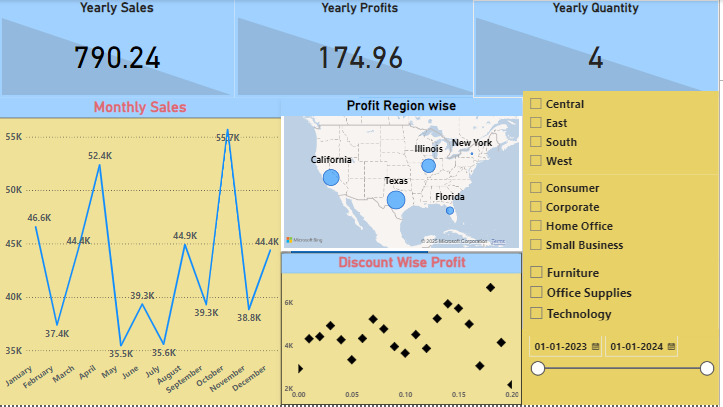 Yearly Sales
790.24
Yearly Profits
174.96
Yearly Quantity
4
Monthly Sales
55K
50K
45K
40K
35K
46.6K
37.4K
44.4K
52.4K
35.5K
39.3K
35.6K
44.9K
39.3K
55.7K
38.8K
44.4K
January
February
March
April
May
June
July
August
September
October
November
December
Profit Region wise
California
Illinois
New York
Texas
Florida
Microsoft Bing
© 2025 Microsoft Corporation Terms
Discount Wise Profit
6K
4K
2K
0.00
0.05
0.10
0.15
0.20
Central
East
South
West
Consumer
Corporate
Home Office
Small Business
Furniture
Office Supplies
Technology
01-01-2023
01-01-2024